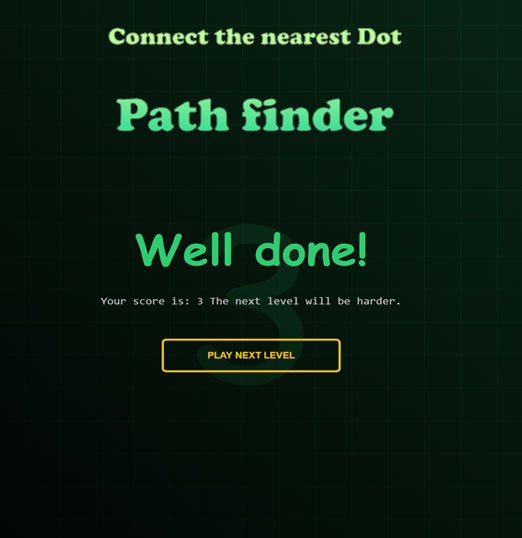 Connect the nearest Dot
Path finder
3
Well done!
Your score is: 3 The next level will be harder.
PLAY NEXT LEVEL